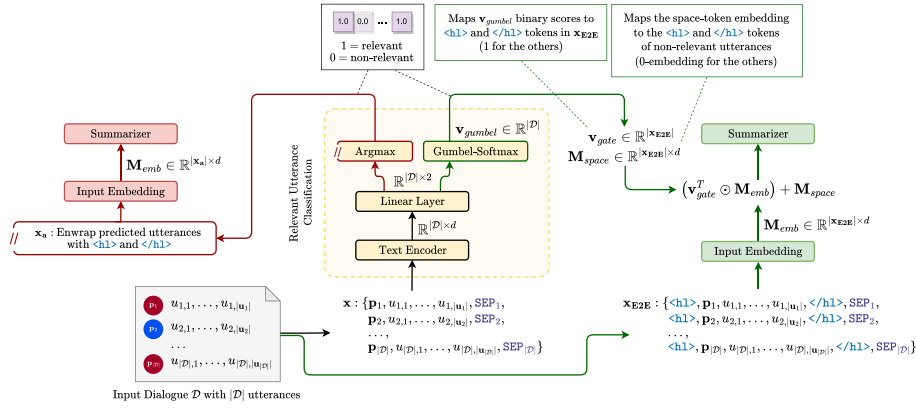 1.0 0.0 ... 1.0
1 = relevant
0 = non-relevant
Maps v_gumbel binary scores to
<hl> and </hl> tokens in x_E2E
(1 for the others)
Maps the space-token embedding
to the <hl> and </hl> tokens
of non-relevant utterances
(0-embedding for the others)
Summarizer
M_emb ∈ ℝ^{|x_a|×d}
Input Embedding
// x_a : Enwrap predicted utterances
with <hl> and </hl>
Relevant Utterance
Classification
v_gumbel ∈ ℝ^{|𝒟|}
// Argmax
Gumbel-Softmax
ℝ^{|𝒟|×2}
Linear Layer
ℝ^{|𝒟|×d}
Text Encoder
v_gate ∈ ℝ^{|x_E2E|}
M_space ∈ ℝ^{|x_E2E|×d}
Summarizer
(v_gate^T ⊙ M_emb) + M_space
M_emb ∈ ℝ^{|x_E2E|×d}
Input Embedding
p_1 u_{1,1}, . . . , u_{1,|u_1|}
p_2 u_{2,1}, . . . , u_{2,|u_2|}
. . .
p_{|𝒟|} u_{|𝒟|,1}, . . . , u_{|𝒟|,|u_{|𝒟|}|}
Input Dialogue 𝒟 with |𝒟| utterances
x : {p_1, u_{1,1}, . . . , u_{1,|u_1|}, SEP_1,
p_2, u_{2,1}, . . . , u_{2,|u_2|}, SEP_2,
. . . ,
p_{|𝒟|}, u_{|𝒟|,1}, . . . , u_{|𝒟|,|u_{|𝒟|}|}, SEP_{|𝒟|}}
x_E2E : {<hl>, p_1, u_{1,1}, . . . , u_{1,|u_1|}, </hl>, SEP_1,
<hl>, p_2, u_{2,1}, . . . , u_{2,|u_2|}, </hl>, SEP_2,
. . . ,
<hl>, p_{|𝒟|}, u_{|𝒟|,1}, . . . , u_{|𝒟|,|u_{|𝒟|}|}, </hl>, SEP_{|𝒟|}}